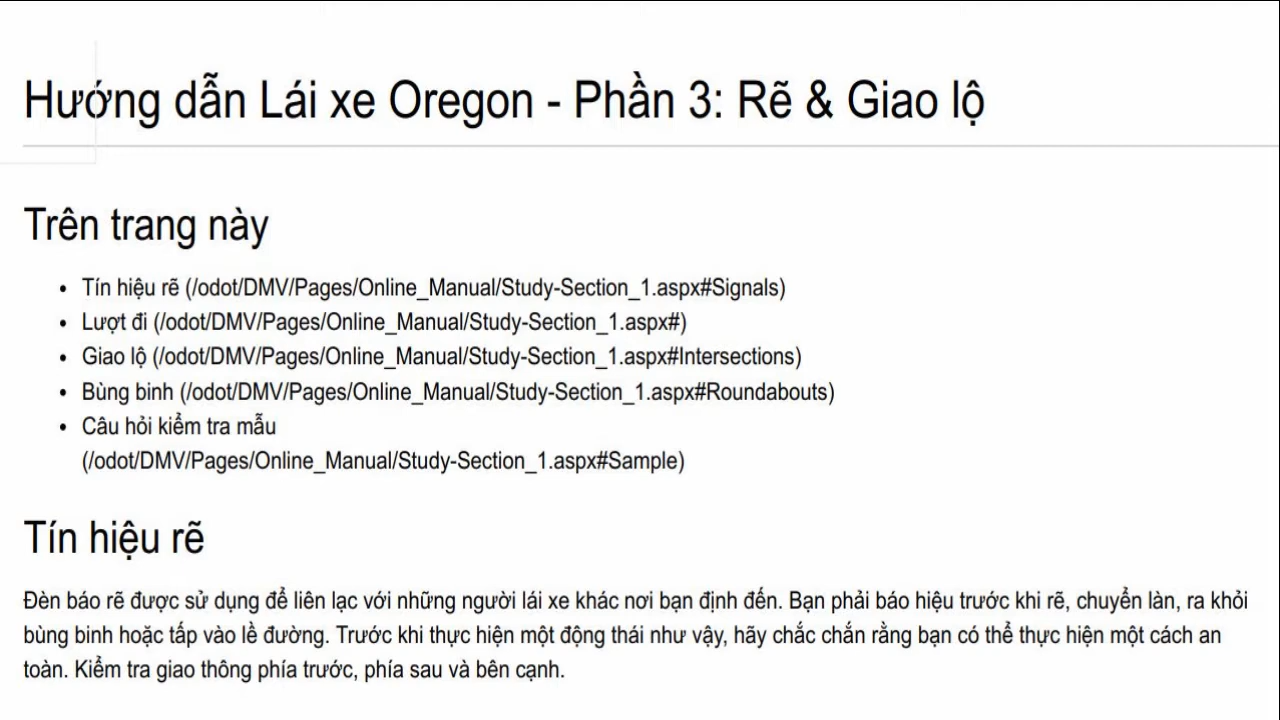 Hướng dẫn Lái xe Oregon - Phần 3: Rẽ & Giao lộ
Trên trang này
• Tín hiệu rẽ (/odot/DMV/Pages/Online_Manual/Study-Section_1.aspx#Signals)
• Lượt đi (/odot/DMV/Pages/Online_Manual/Study-Section_1.aspx#)
• Giao lộ (/odot/DMV/Pages/Online_Manual/Study-Section_1.aspx#Intersections)
• Bùng binh (/odot/DMV/Pages/Online_Manual/Study-Section_1.aspx#Roundabouts)
• Câu hỏi kiểm tra mẫu
(/odot/DMV/Pages/Online_Manual/Study-Section_1.aspx#Sample)
Tín hiệu rẽ
Đèn báo rẽ được sử dụng để liên lạc với những người lái xe khác nơi bạn định đến. Bạn phải báo hiệu trước khi rẽ, chuyển làn, ra khỏi
bùng binh hoặc tấp vào lề đường. Trước khi thực hiện một động thái như vậy, hãy chắc chắn rằng bạn có thể thực hiện một cách an
toàn. Kiểm tra giao thông phía trước, phía sau và bên cạnh.